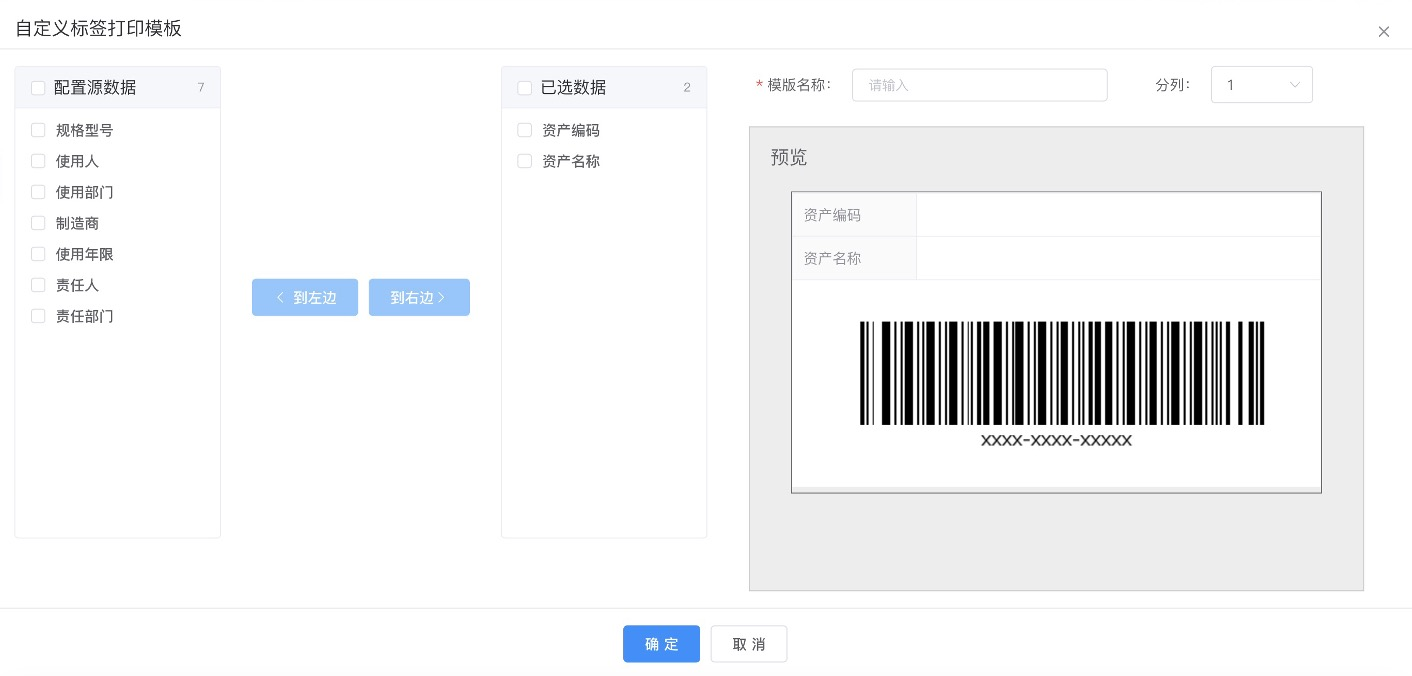 自定义标签打印模板
配置源数据 7
规格型号
使用人
使用部门
制造商
使用年限
责任人
责任部门
到左边
到右边
已选数据 2
资产编码
资产名称
* 模版名称: 请输入
分列: 1
预览
资产编码
资产名称
XXXX-XXXX-XXXXX
确 定
取 消